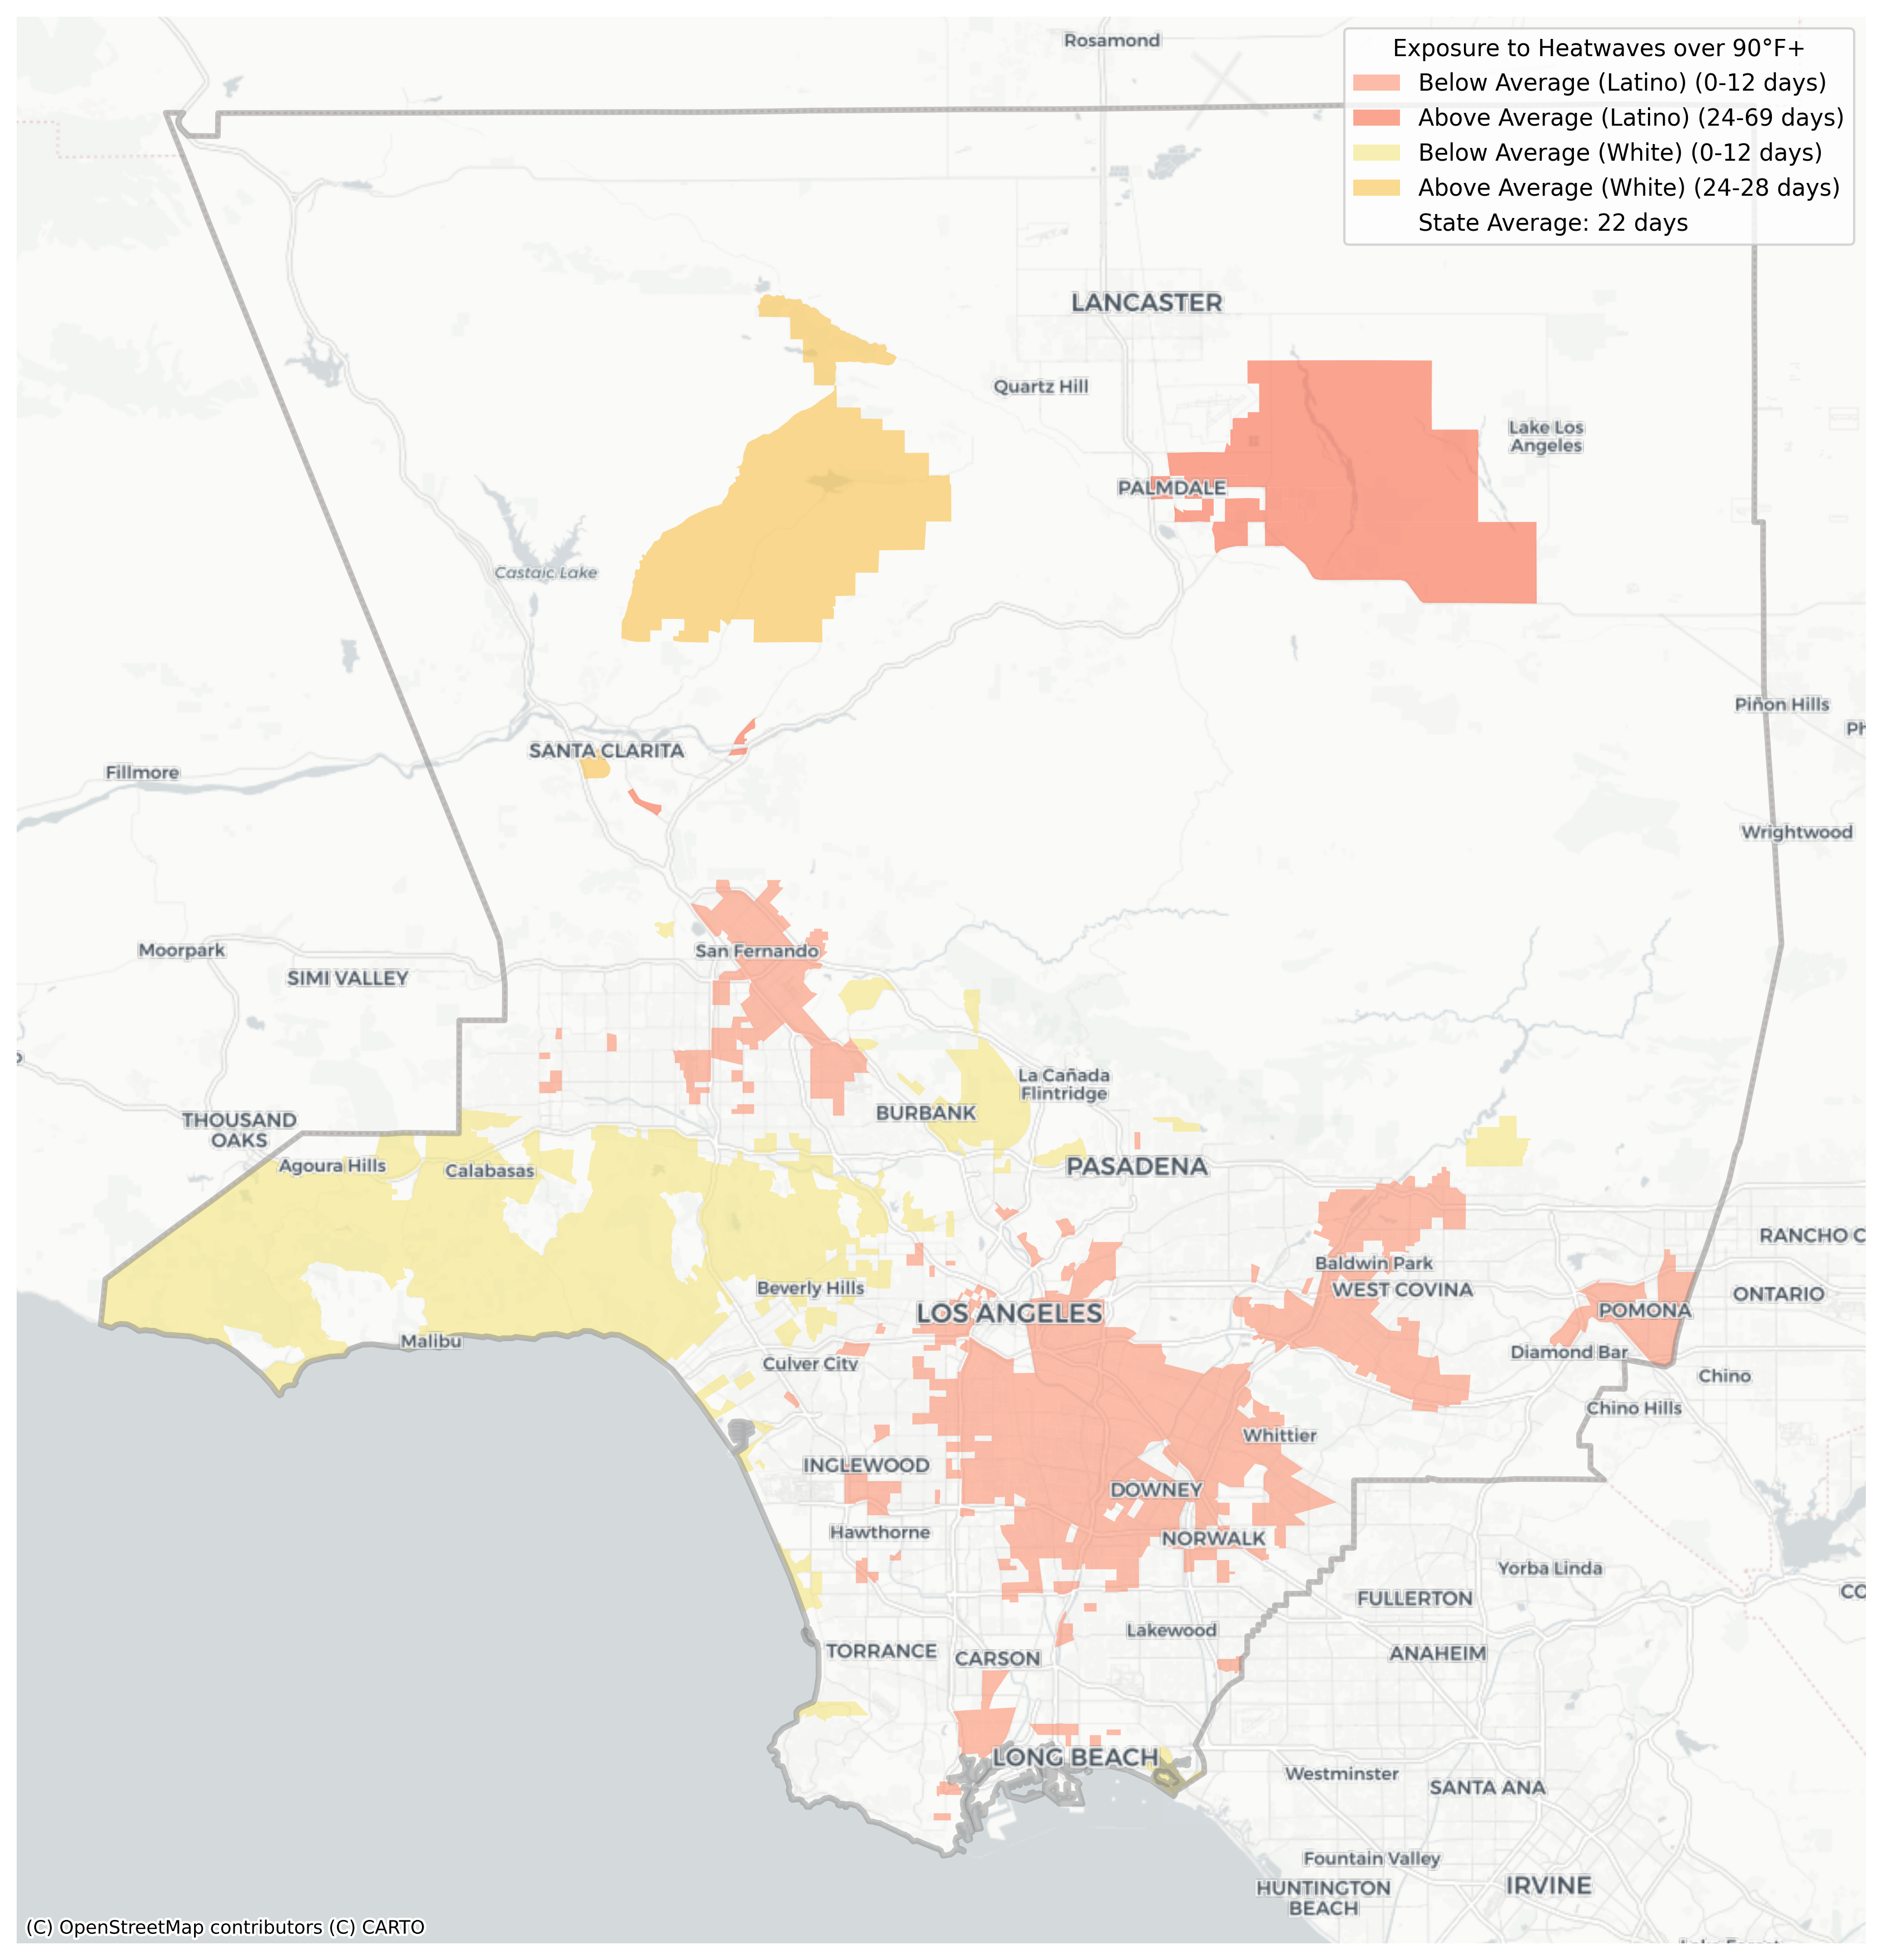 Rosamond
Exposure to Heatwaves over 90°F+
Below Average (Latino) (0-12 days)
Above Average (Latino) (24-69 days)
Below Average (White) (0-12 days)
Above Average (White) (24-28 days)
State Average: 22 days
LANCASTER
Quartz Hill
Lake Los
Angeles
PALMDALE
Castaic Lake
Piñon Hills
Ph
SANTA CLARITA
Fillmore
Wrightwood
Moorpark
San Fernando
SIMI VALLEY
La Cañada
Flintridge
THOUSAND
OAKS
BURBANK
Agoura Hills
Calabasas
PASADENA
RANCHO C
Baldwin Park
Beverly Hills
WEST COVINA
ONTARIO
LOS ANGELES
POMONA
Malibu
Culver City
Diamond Bar
Chino
Chino Hills
Whittier
INGLEWOOD
DOWNEY
Hawthorne
NORWALK
Yorba Linda
CO
FULLERTON
Lakewood
TORRANCE
CARSON
ANAHEIM
LONG BEACH
Westminster
SANTA ANA
Fountain Valley
IRVINE
HUNTINGTON
BEACH
(C) OpenStreetMap contributors (C) CARTO